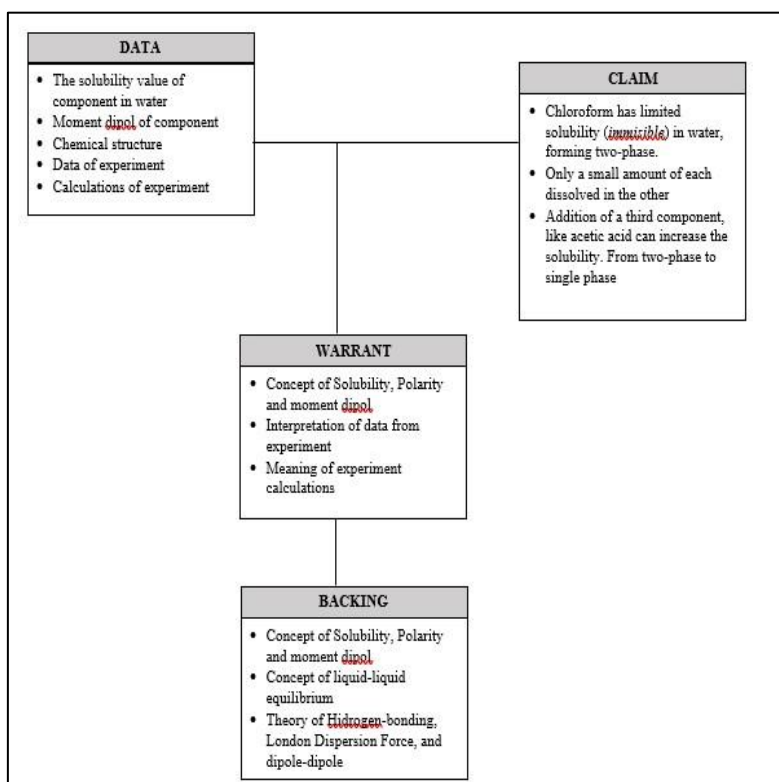 DATA
• The solubility value of
component in water
• Moment dipol of component
• Chemical structure
• Data of experiment
• Calculations of experiment
CLAIM
• Chloroform has limited
solubility (immisible) in water,
forming two-phase.
• Only a small amount of each
dissolved in the other
• Addition of a third component,
like acetic acid can increase the
solubility. From two-phase to
single phase
WARRANT
• Concept of Solubility, Polarity
and moment dipol
• Interpretation of data from
experiment
• Meaning of experiment
calculations
BACKING
• Concept of Solubility, Polarity
and moment dipol
• Concept of liquid-liquid
equilibrium
• Theory of Hidrogen-bonding,
London Dispersion Force, and
dipole-dipole